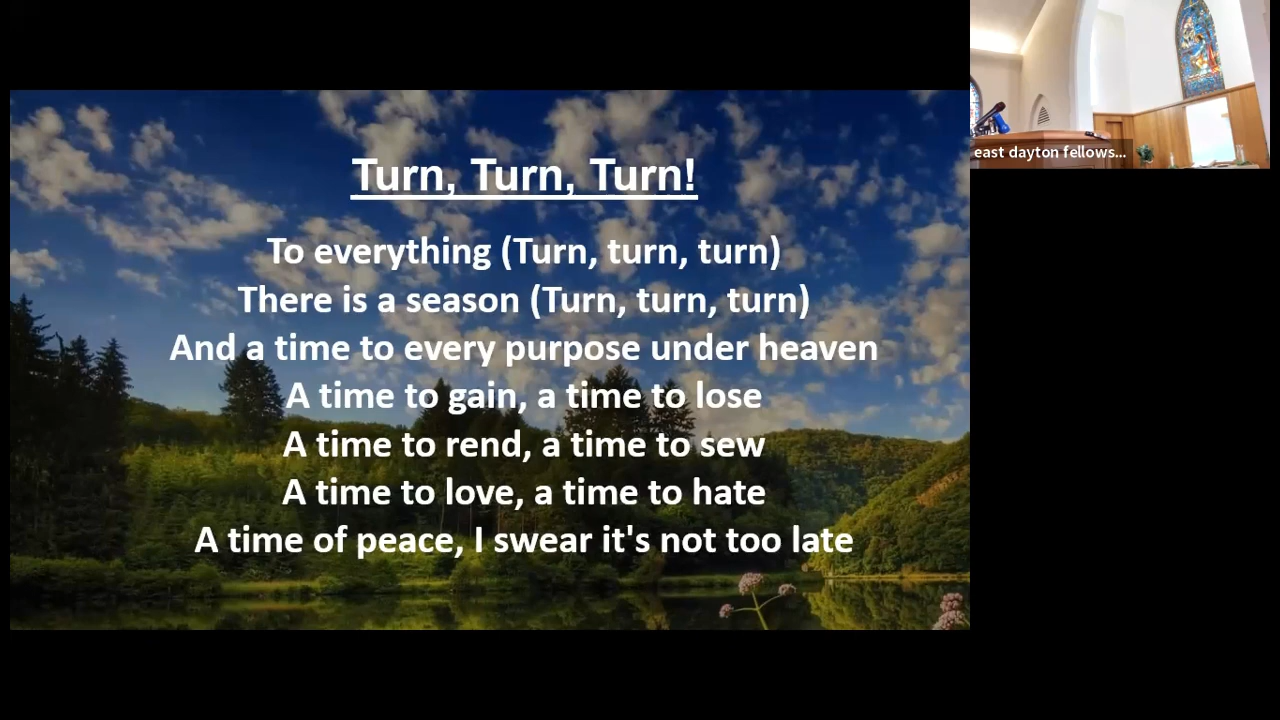 Turn, Turn, Turn!
To everything (Turn, turn, turn)
There is a season (Turn, turn, turn)
And a time to every purpose under heaven
A time to gain, a time to lose
A time to rend, a time to sew
A time to love, a time to hate
A time of peace, I swear it's not too late
east dayton fellows...